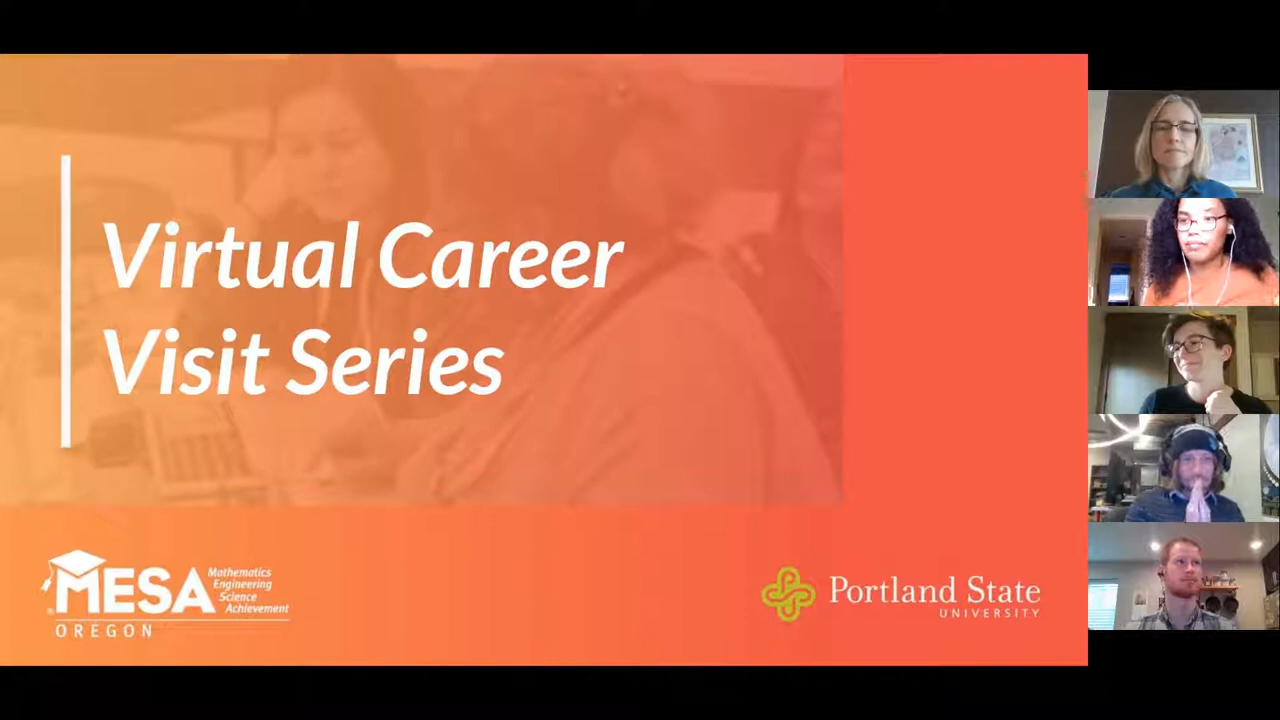 Virtual Career
Visit Series
MESA
Mathematics
Engineering
Science
Achievement
OREGON
Portland State
UNIVERSITY